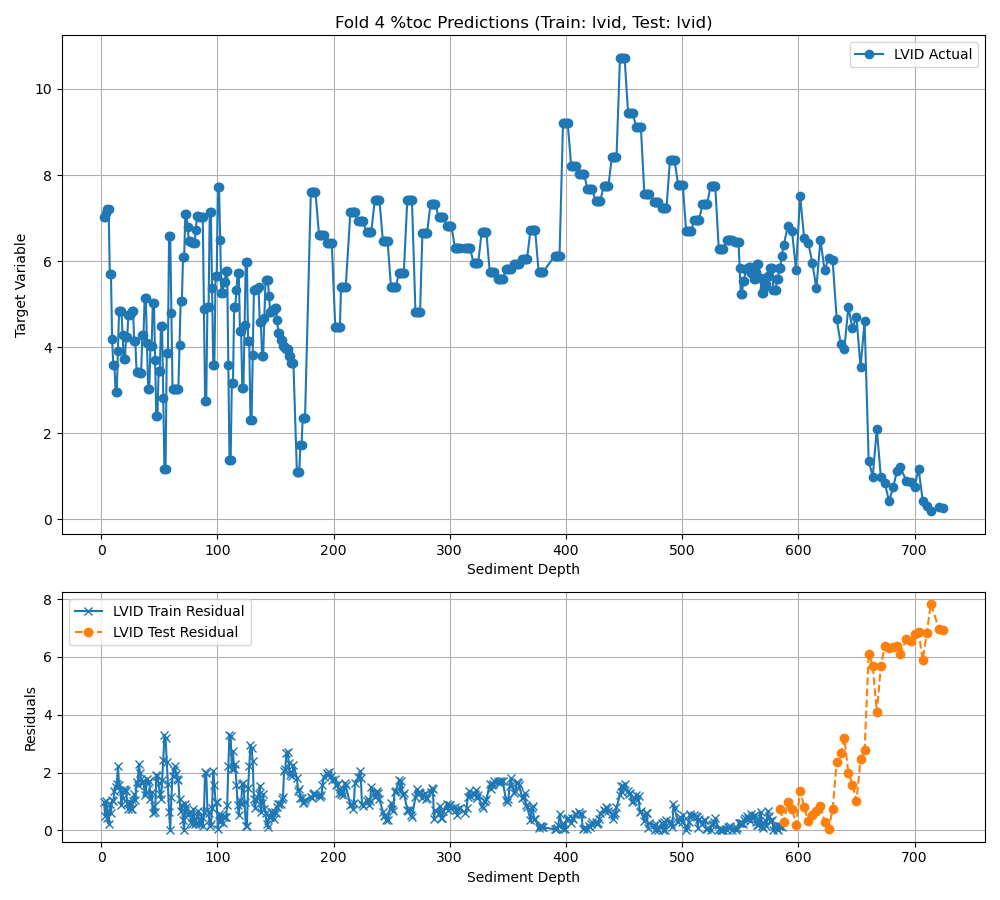 Fold 4 %toc Predictions (Train: lvid, Test: lvid)
LVID Actual
Target Variable
10
8
6
4
2
0
0 100 200 300 400 500 600 700
Sediment Depth
LVID Train Residual
LVID Test Residual
Residuals
8
6
4
2
0
0 100 200 300 400 500 600 700
Sediment Depth